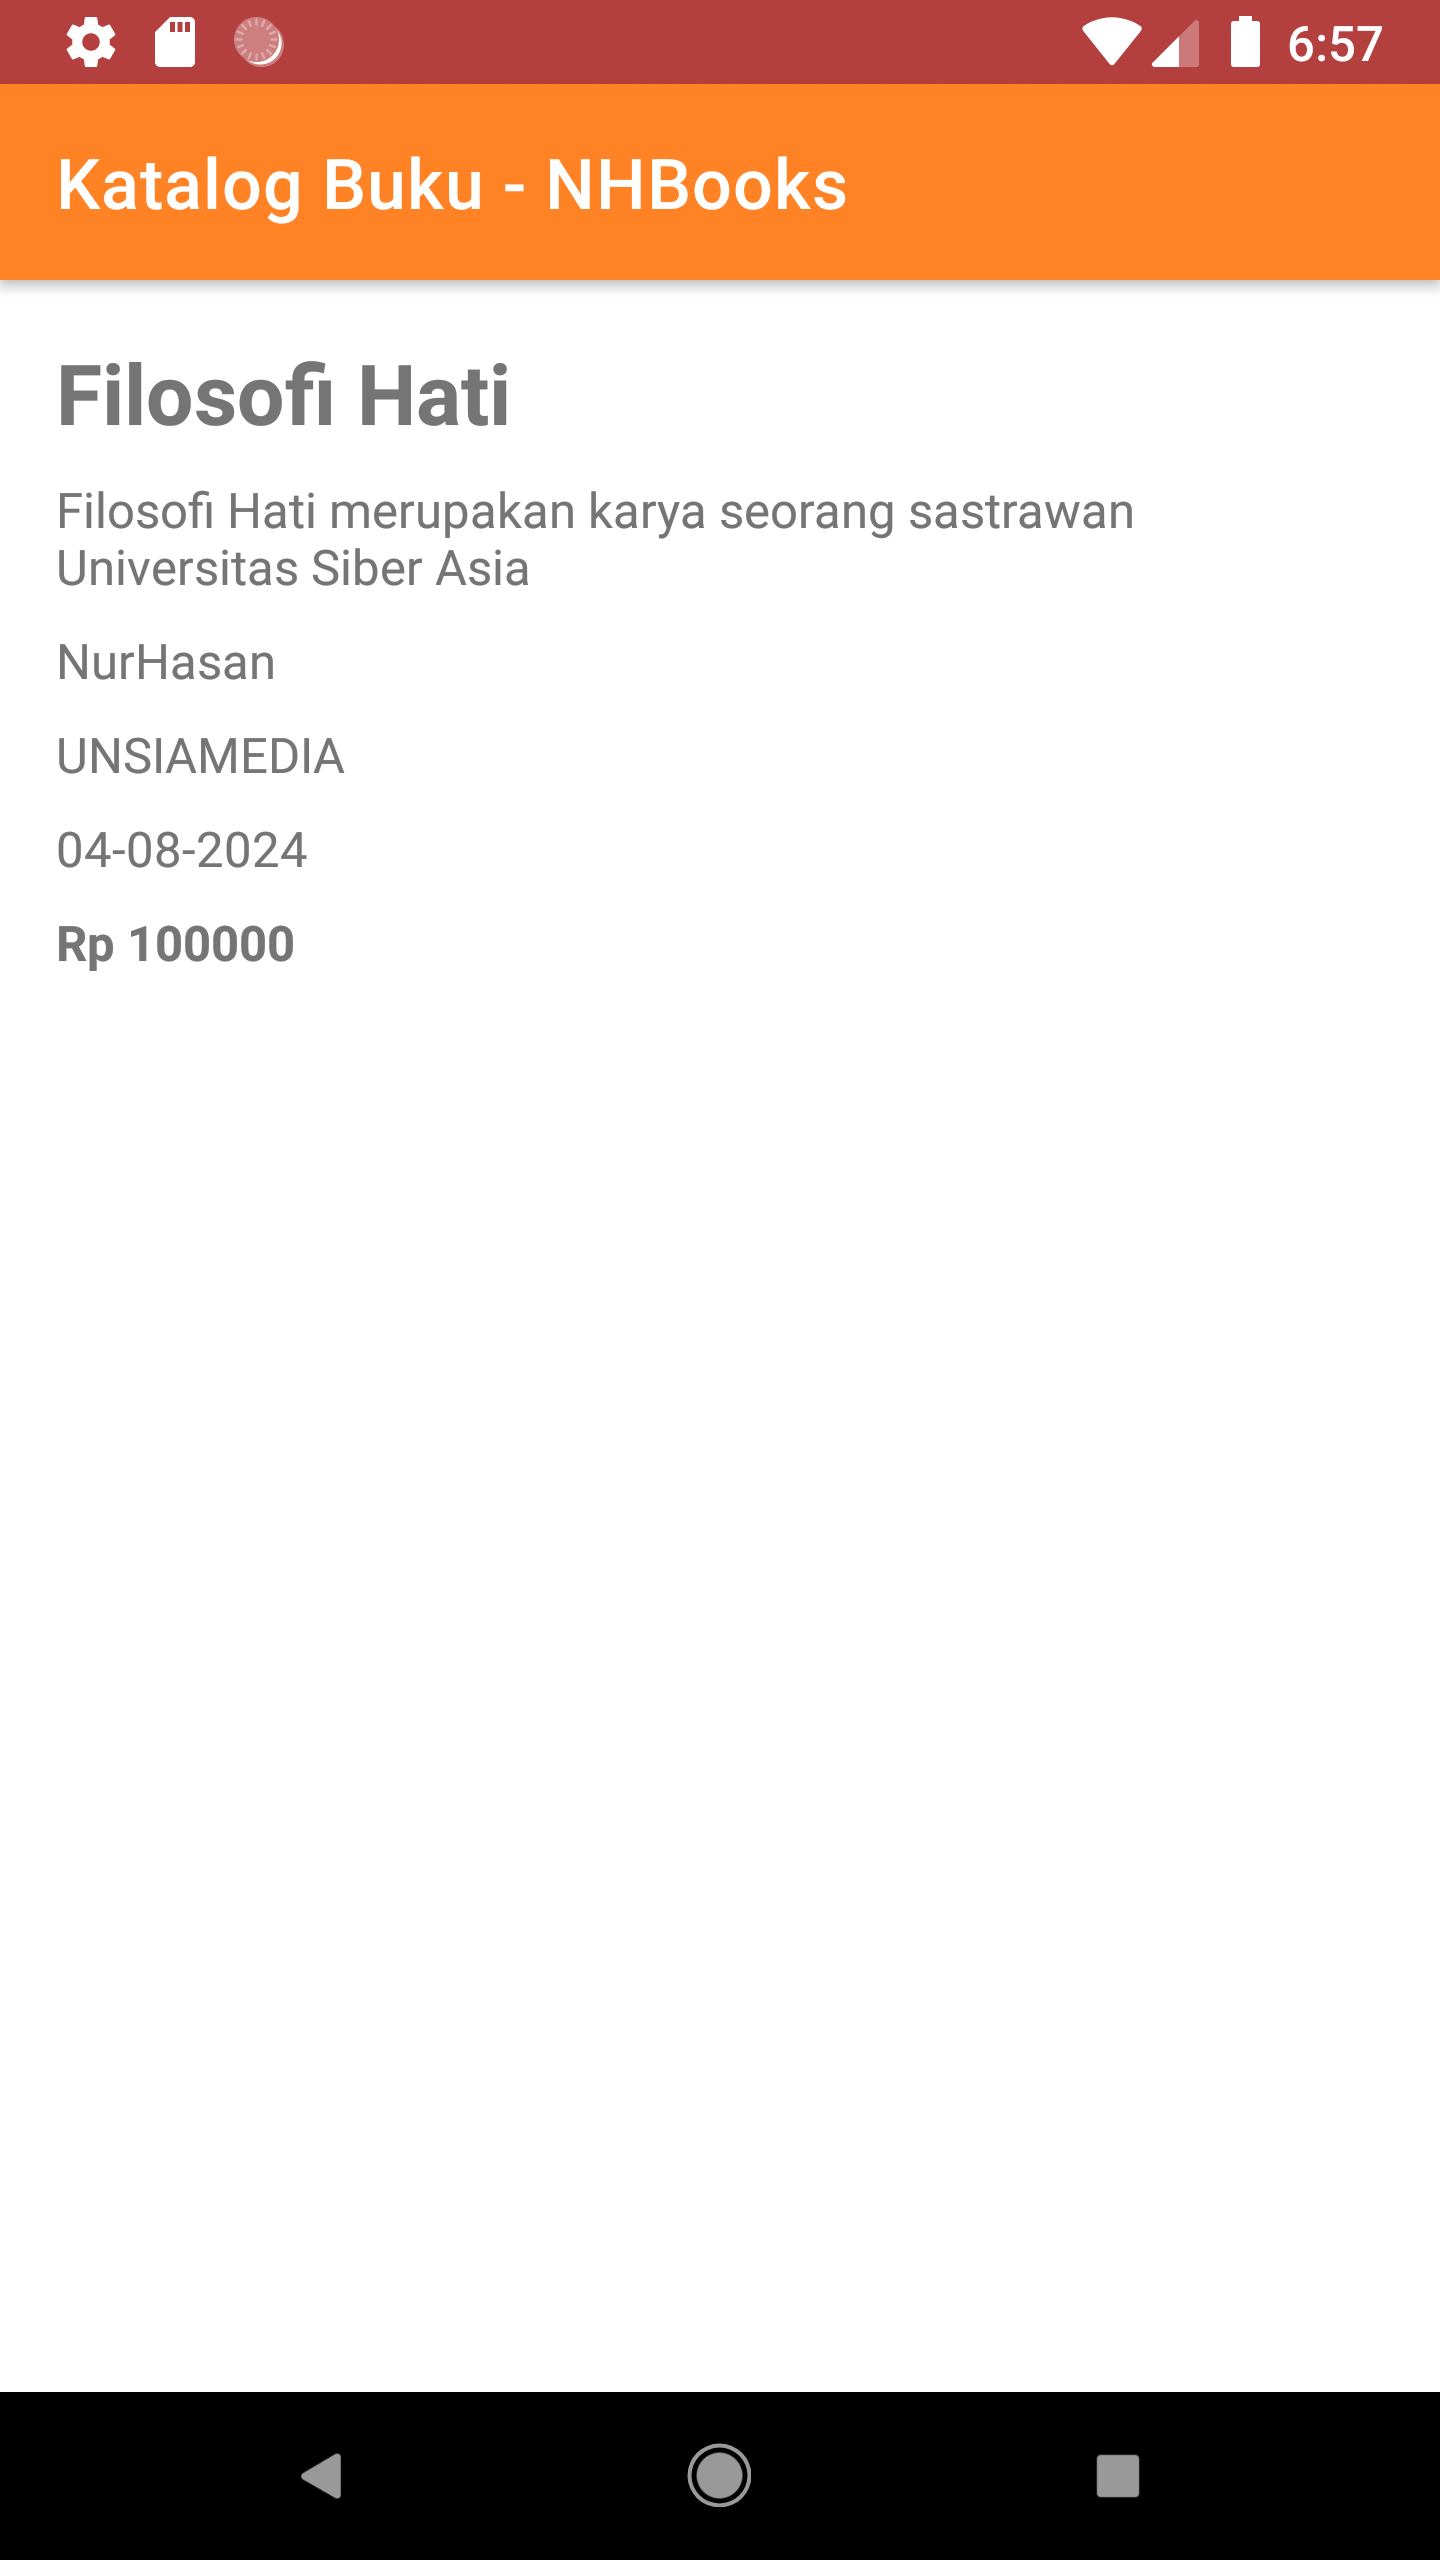 6:57
Katalog Buku - NHBooks
Filosofi Hati
Filosofi Hati merupakan karya seorang sastrawan
Universitas Siber Asia
NurHasan
UNSIAMEDIA
04-08-2024
Rp 100000